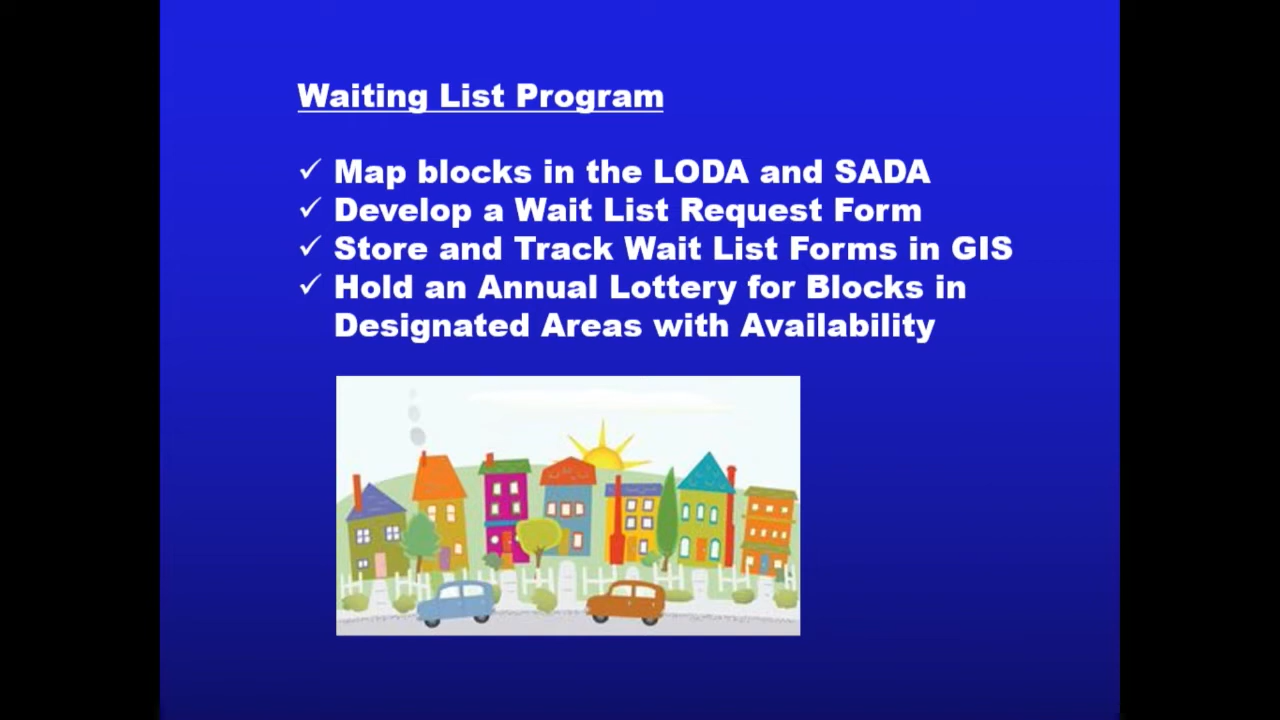 Waiting List Program
✓ Map blocks in the LODA and SADA
✓ Develop a Wait List Request Form
✓ Store and Track Wait List Forms in GIS
✓ Hold an Annual Lottery for Blocks in
Designated Areas with Availability